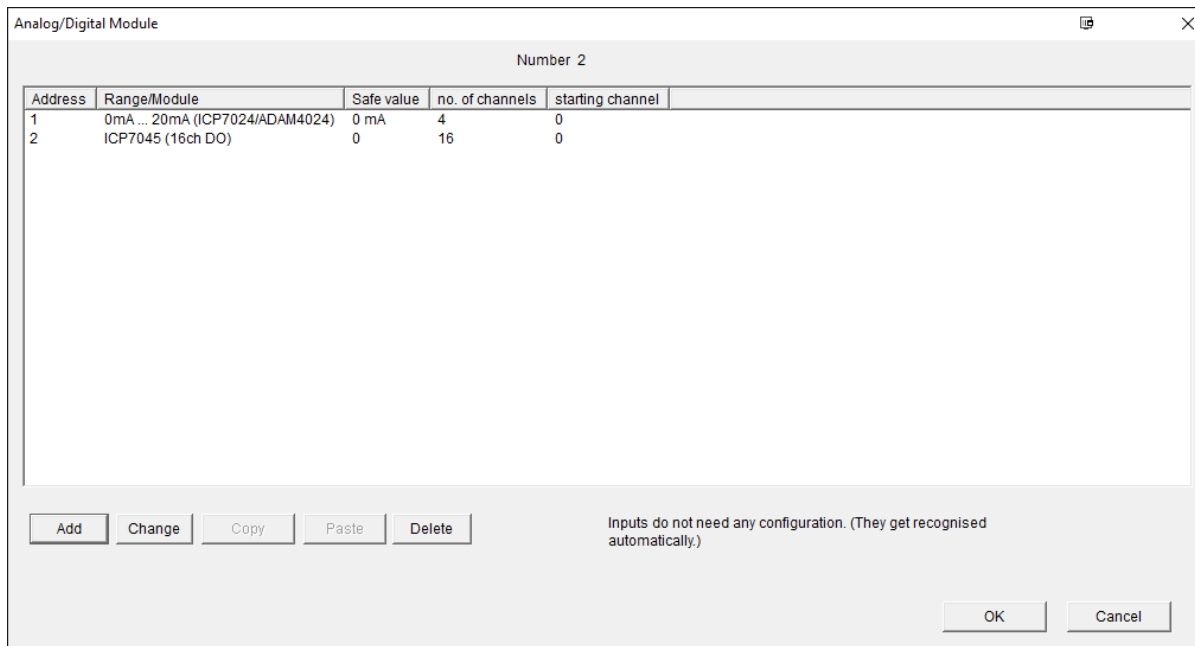 Analog/Digital Module
Number 2
Address Range/Module Safe value no. of channels starting channel
1 0mA ... 20mA (ICP7024/ADAM4024) 0 mA 4 0
2 ICP7045 (16ch DO) 0 16 0
Add Change Copy Paste Delete
Inputs do not need any configuration. (They get recognised
automatically.)
OK Cancel